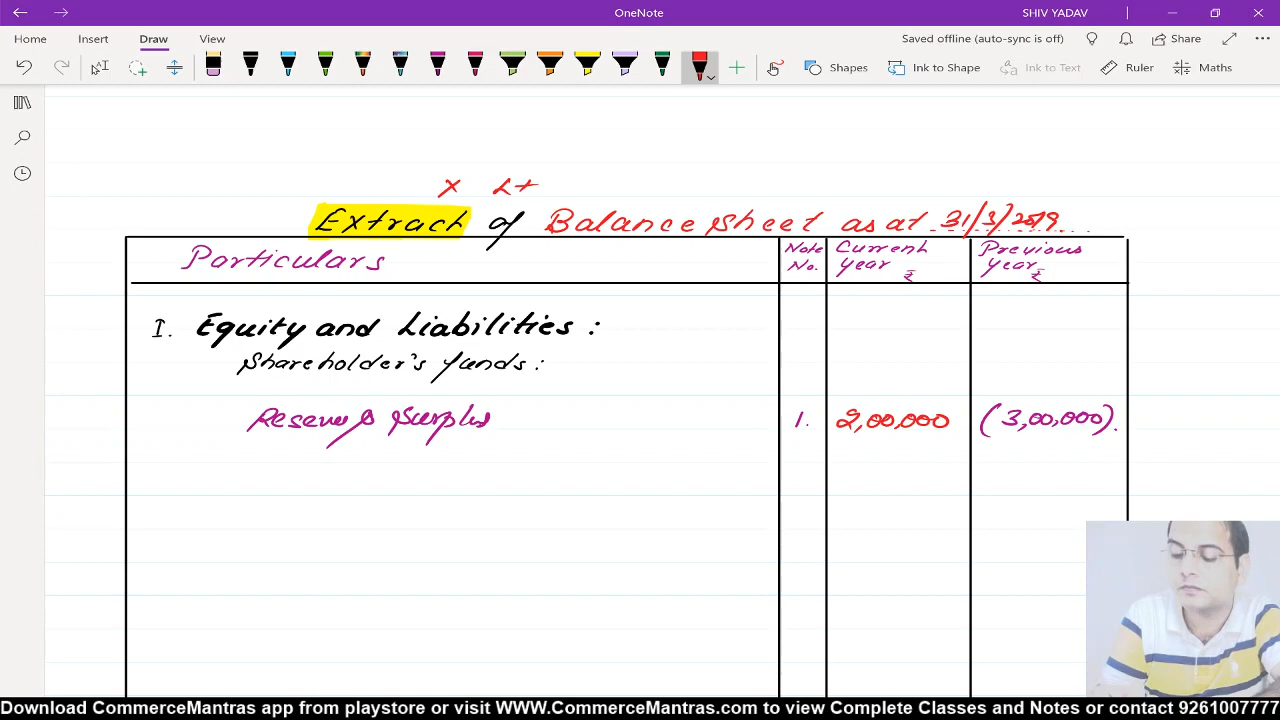 OneNote
SHIV YADAV
Home Insert Draw View
Saved offline (auto-sync is off)
Share
Shapes
Ink to Shape
Ink to Text
Ruler
Maths
X L+
Extract of Balance Sheet as at 31/3/2019
Particulars
Note No.
Current year ₹
Previous year ₹
I. Equity and Liabilities :
Shareholder's funds :
Reserve & Surplus 1. 2,00,000 (3,00,000).
Download CommerceMantras app from playstore or visit WWW.CommerceMantras.com to view Complete Classes and Notes or contact 9261007777